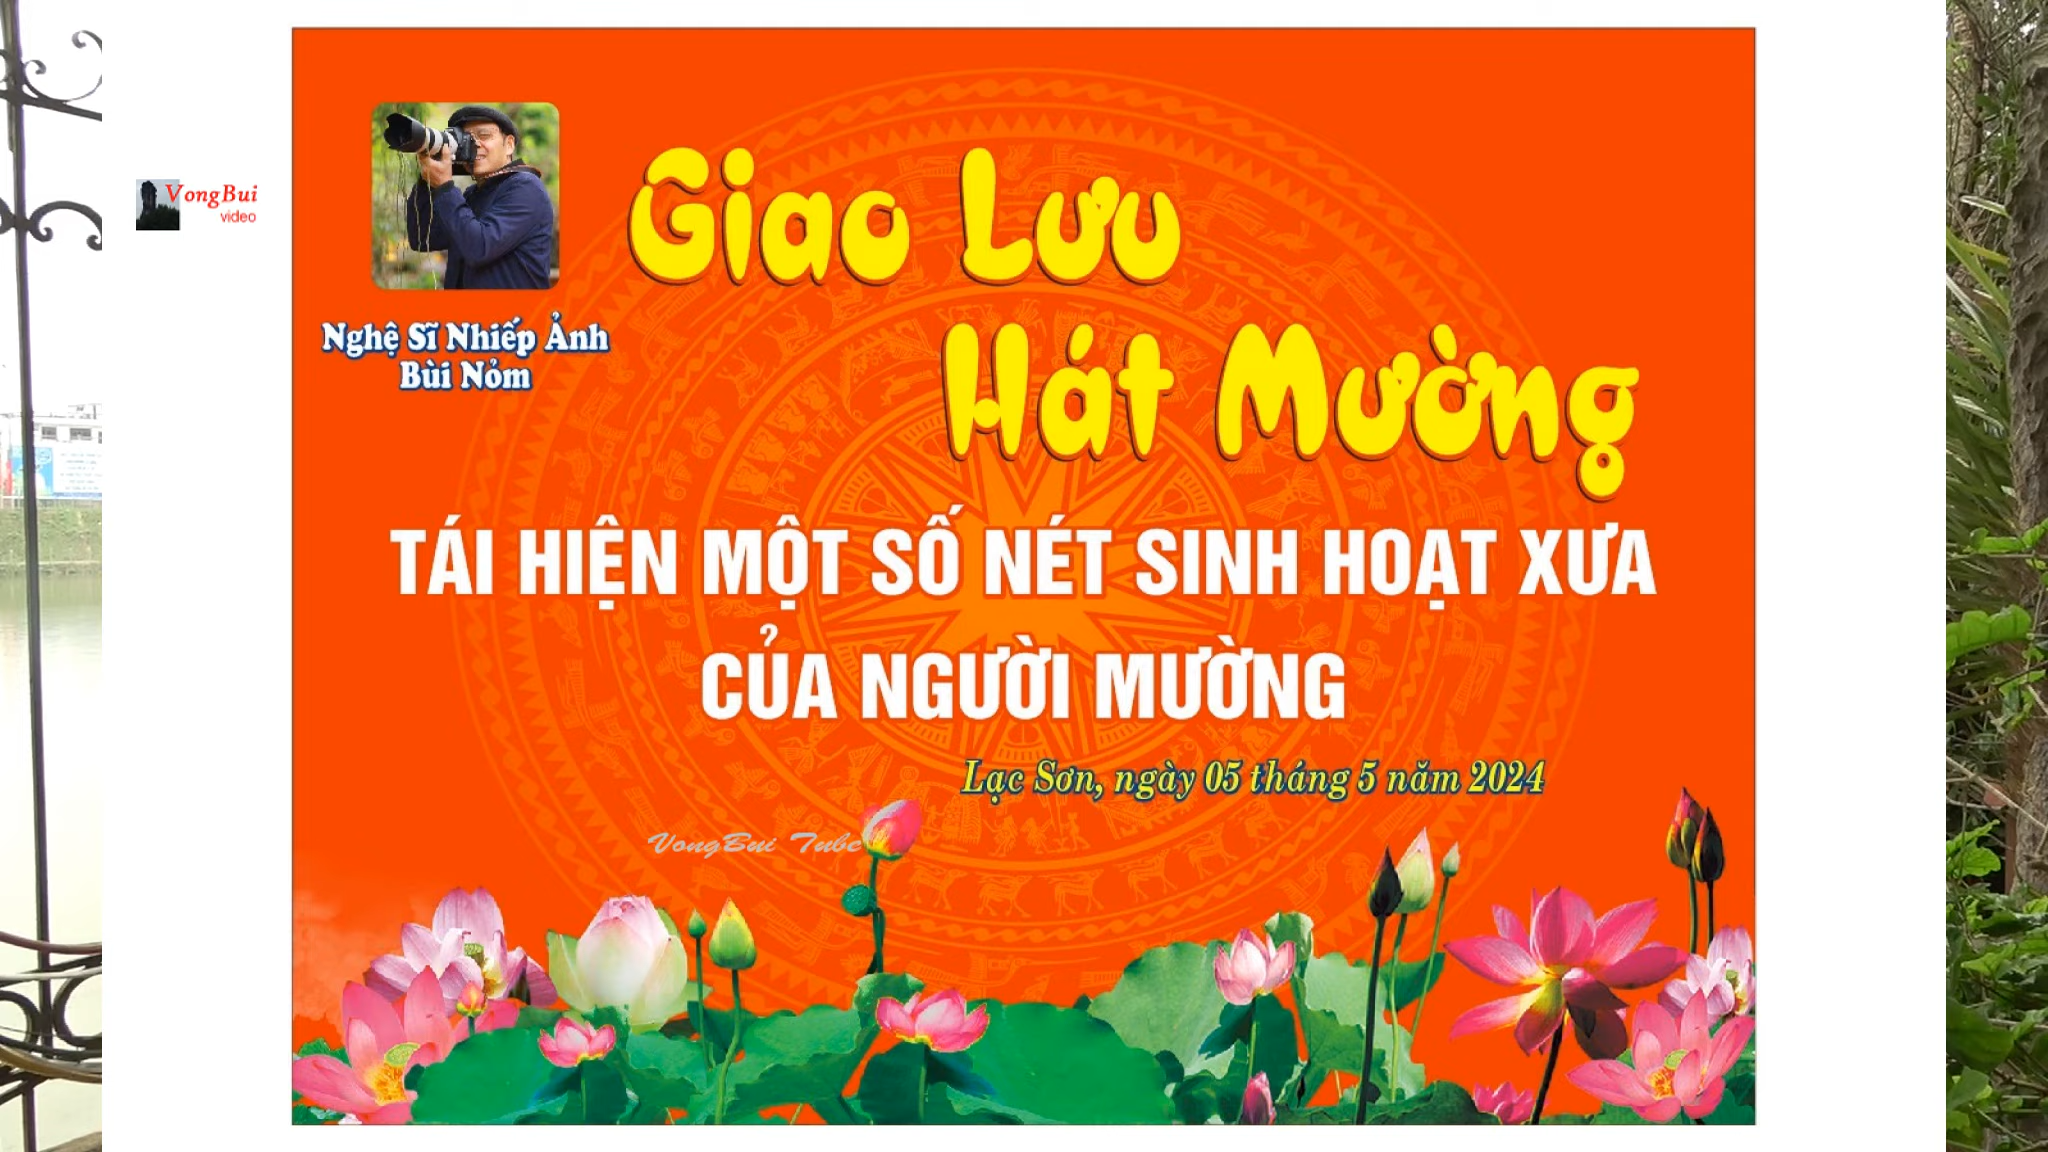 VongBui
video
Giao Lưu
Hát Mường
Nghệ Sĩ Nhiếp Ảnh
Bùi Nỏm
TÁI HIỆN MỘT SỐ NÉT SINH HOẠT XƯA
CỦA NGƯỜI MƯỜNG
Lạc Sơn, ngày 05 tháng 5 năm 2024
VongBui Tube